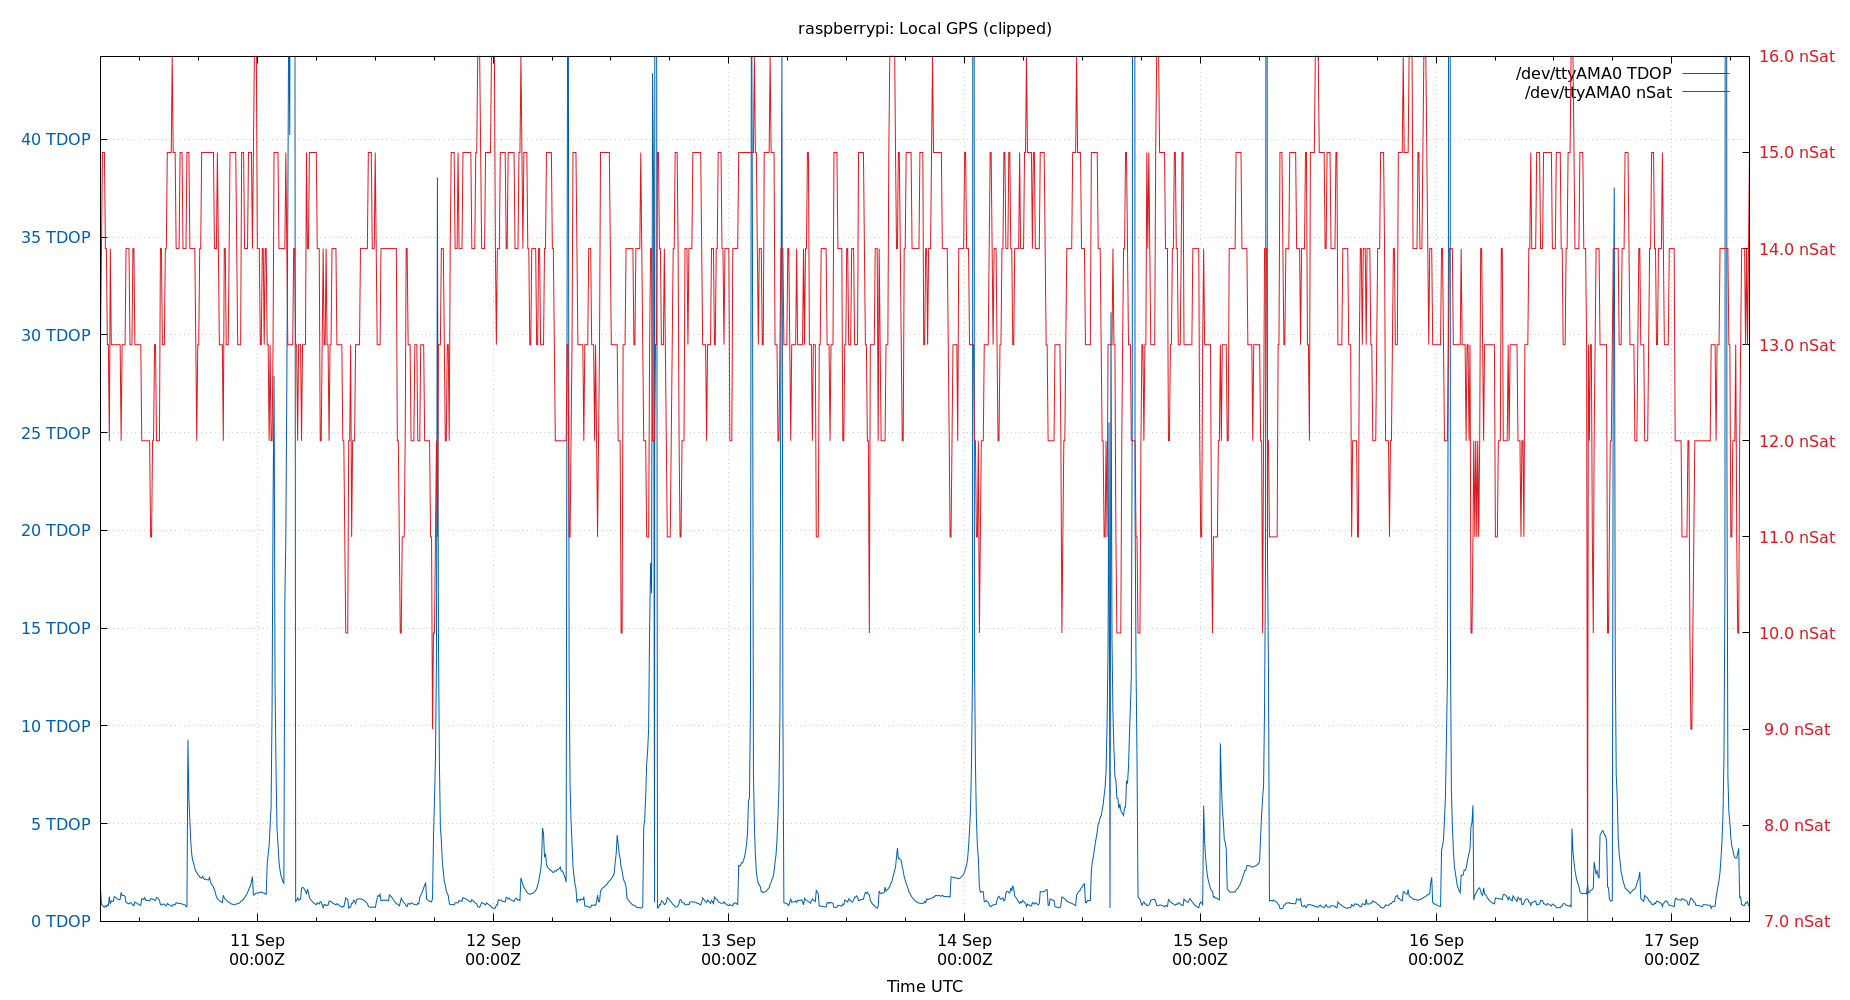 raspberrypi: Local GPS (clipped)
/dev/ttyAMA0 TDOP
/dev/ttyAMA0 nSat
40 TDOP
35 TDOP
30 TDOP
25 TDOP
20 TDOP
15 TDOP
10 TDOP
5 TDOP
0 TDOP
16.0 nSat
15.0 nSat
14.0 nSat
13.0 nSat
12.0 nSat
11.0 nSat
10.0 nSat
9.0 nSat
8.0 nSat
7.0 nSat
11 Sep
00:00Z
12 Sep
00:00Z
13 Sep
00:00Z
14 Sep
00:00Z
15 Sep
00:00Z
16 Sep
00:00Z
17 Sep
00:00Z
Time UTC